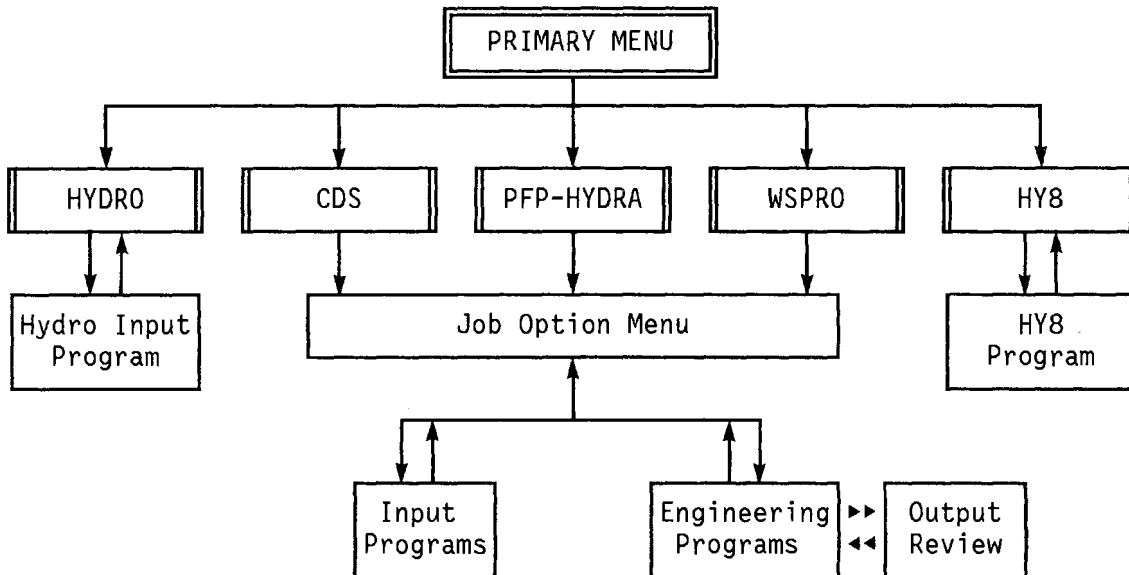 PRIMARY MENU
HYDRO
CDS
PFP-HYDRA
WSPRO
HY8
Hydro Input
Program
Job Option Menu
HY8
Program
Input
Programs
Engineering
Programs
Output
Review